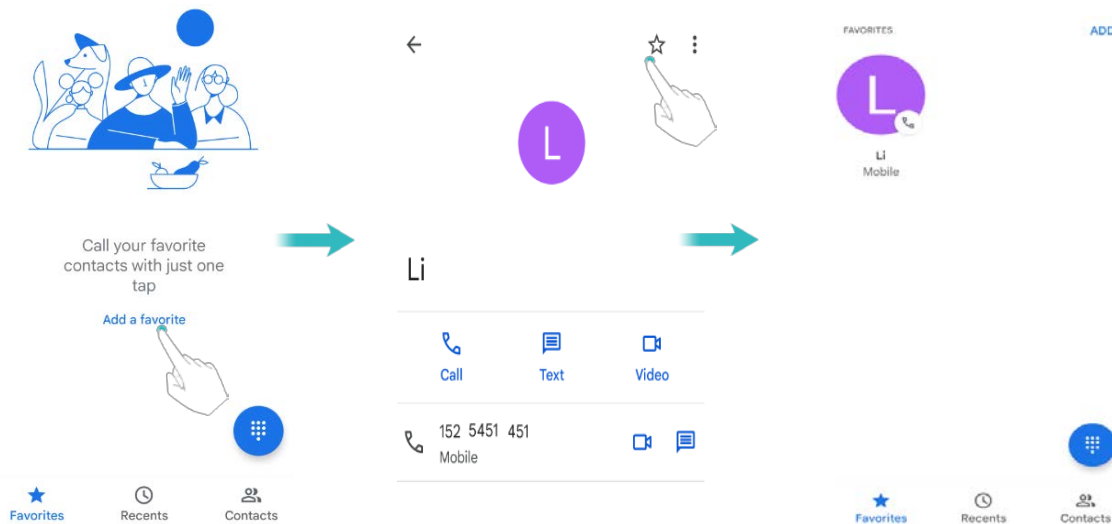 Call your favorite
contacts with just one
tap
Add a favorite
Favorites
Recents
Contacts
L
Li
Call
Text
Video
152 5451 451
Mobile
FAVORITES
ADD
L
Li
Mobile
Favorites
Recents
Contacts